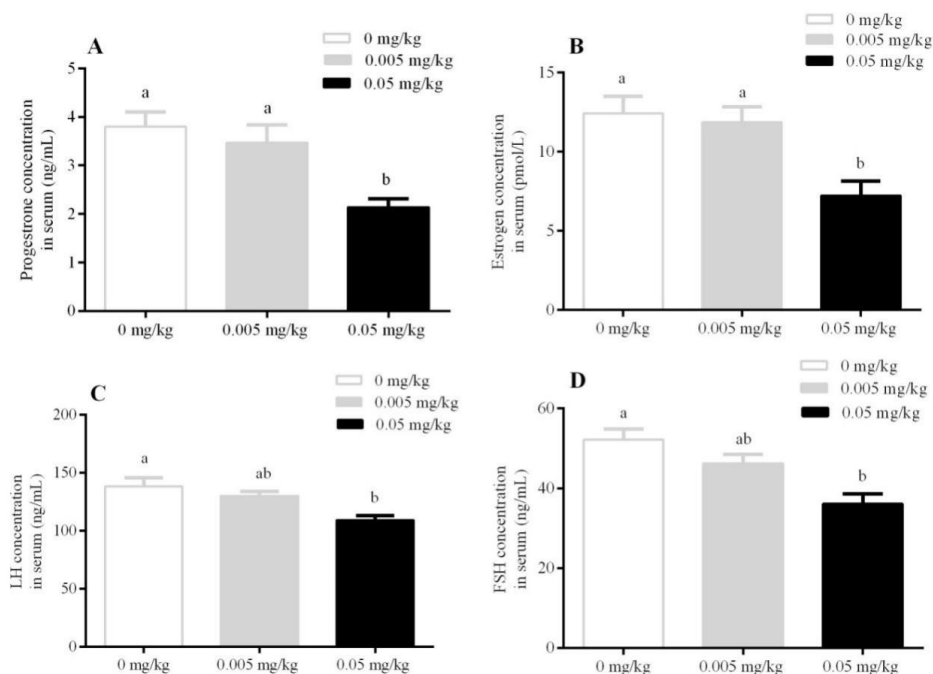 A
0 mg/kg
0.005 mg/kg
0.05 mg/kg
Progestrone concentration
in serum (ng/mL)
5
4
3
2
1
0
a
a
b
0 mg/kg
0.005 mg/kg
0.05 mg/kg
B
0 mg/kg
0.005 mg/kg
0.05 mg/kg
Estrogen concentration
in serum (pmol/L)
15
10
5
0
a
a
b
0 mg/kg
0.005 mg/kg
0.05 mg/kg
C
0 mg/kg
0.005 mg/kg
0.05 mg/kg
LH concentration
in serum (ng/mL)
200
150
100
50
0
a
ab
b
0 mg/kg
0.005 mg/kg
0.05 mg/kg
D
0 mg/kg
0.005 mg/kg
0.05 mg/kg
FSH concentration
in serum (ng/mL)
60
40
20
0
a
ab
b
0 mg/kg
0.005 mg/kg
0.05 mg/kg